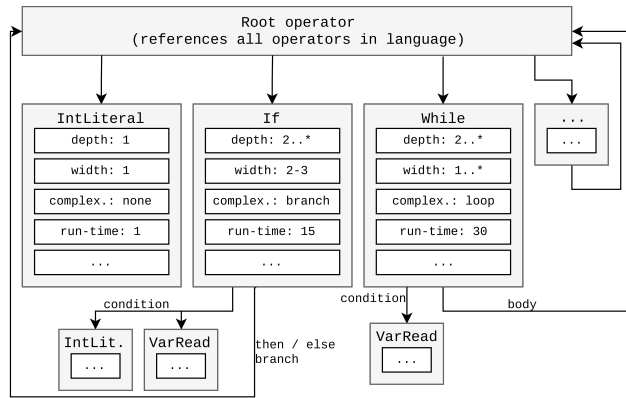 Root operator
(references all operators in language)
IntLiteral
depth: 1
width: 1
complex.: none
run-time: 1
...
If
depth: 2..*
width: 2-3
complex.: branch
run-time: 15
...
While
depth: 2..*
width: 1..*
complex.: loop
run-time: 30
...
...
...
condition
IntLit.
...
VarRead
...
then / else
branch
condition
VarRead
...
body